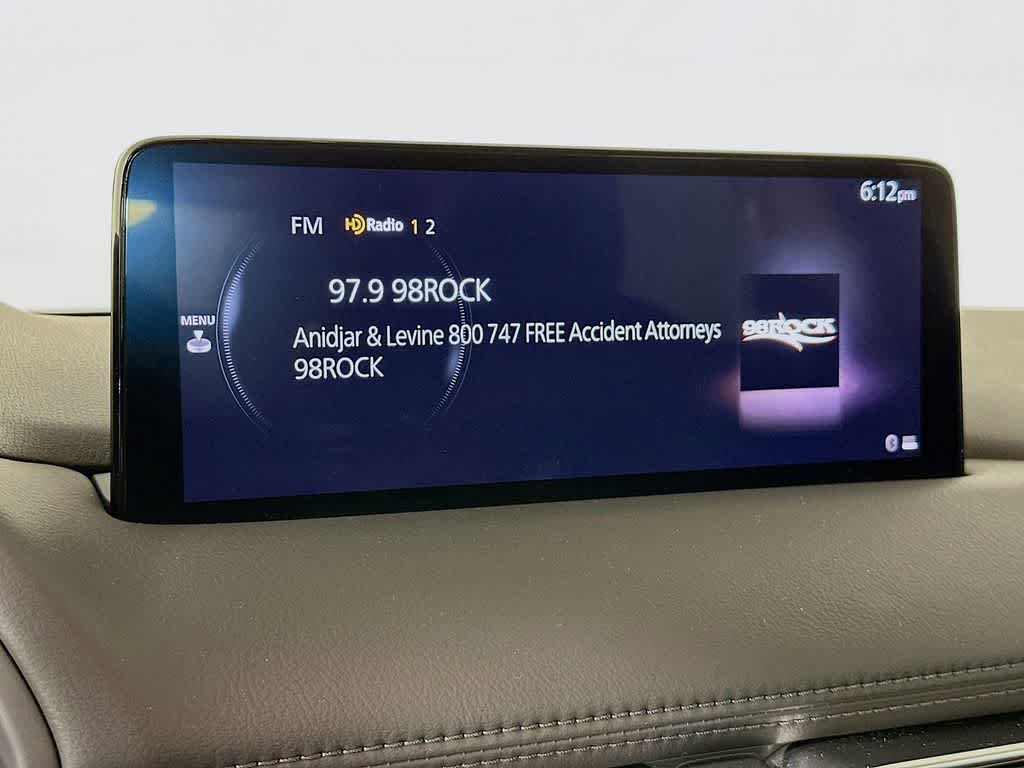 6:12pm
FM HD Radio 1 2
97.9 98ROCK
MENU
Anidjar & Levine 800 747 FREE Accident Attorneys
98ROCK
98ROCK